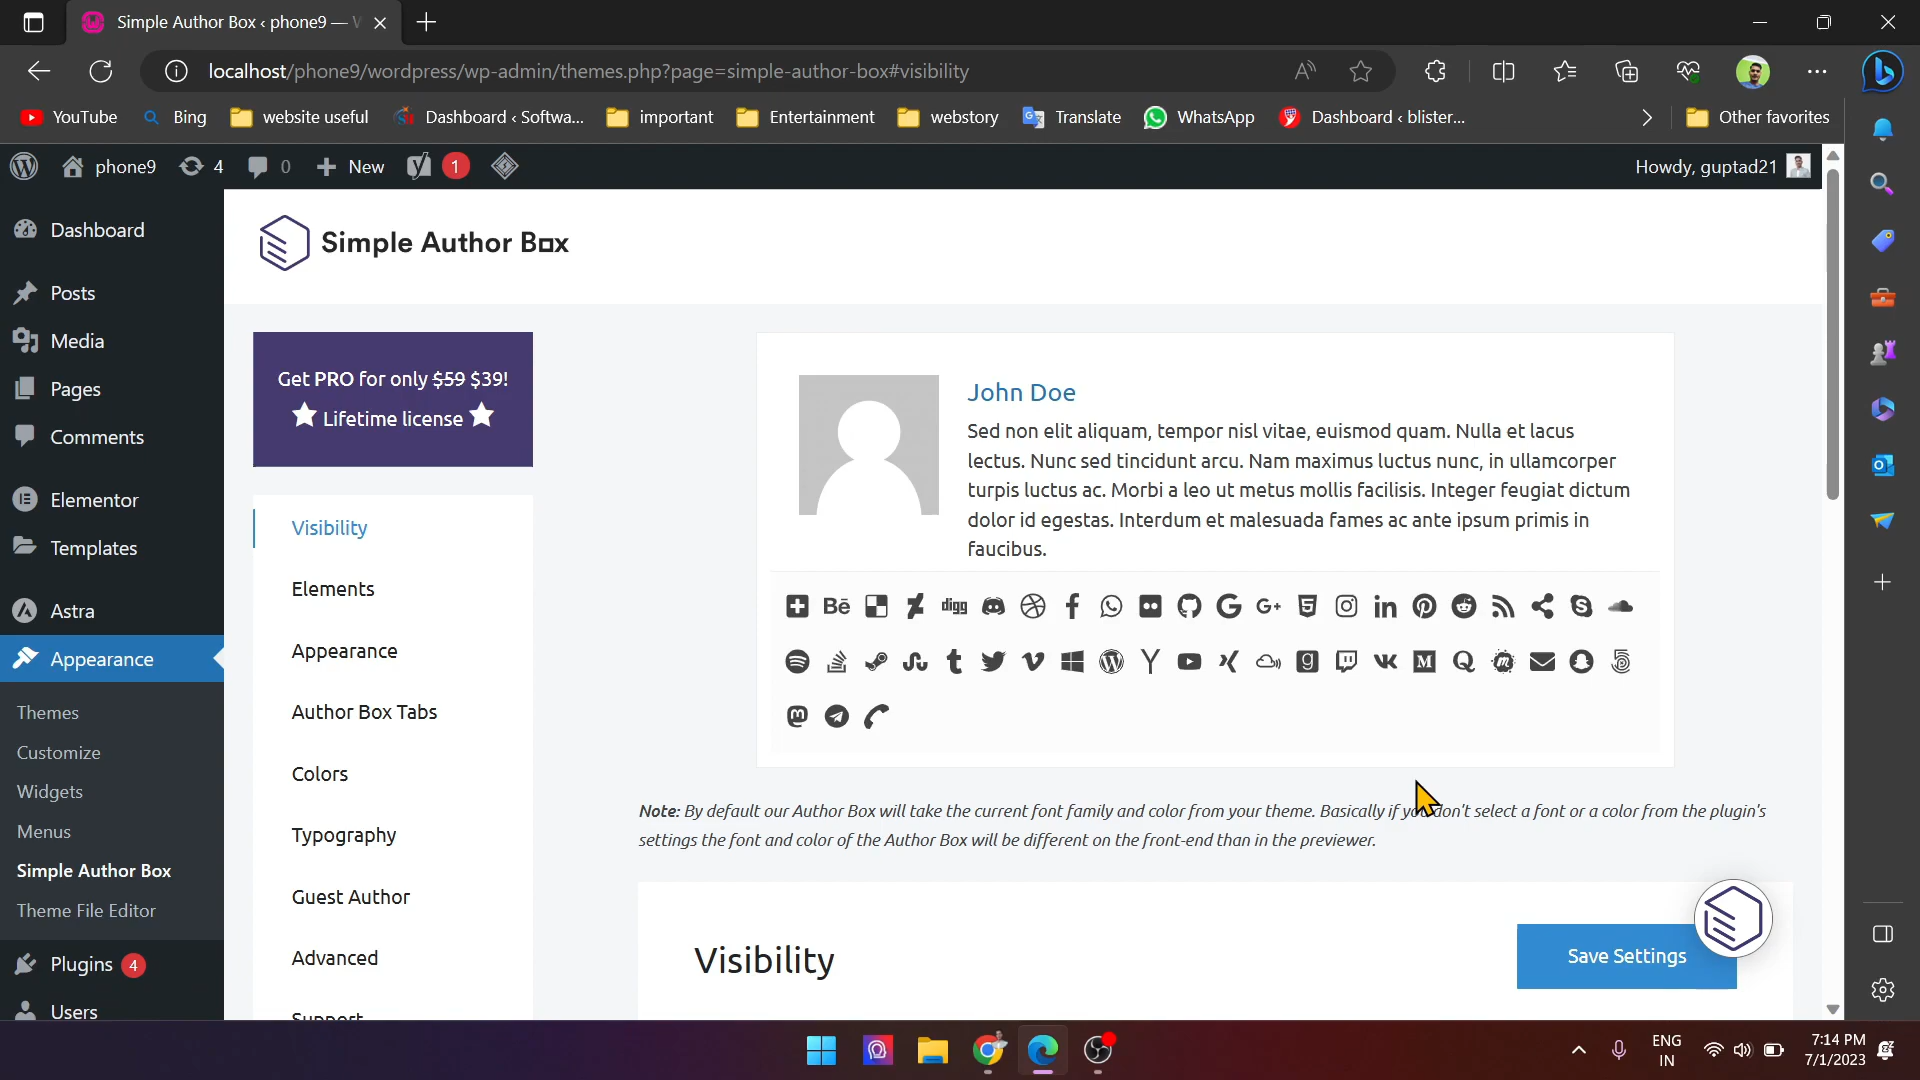 Simple Author Box ‹ phone9 —
localhost/phone9/wordpress/wp-admin/themes.php?page=simple-author-box#visibility
YouTube
Bing
website useful
Dashboard ‹ Softwa...
important
Entertainment
webstory
Translate
WhatsApp
Dashboard ‹ blister...
Other favorites
phone9
4
0
New
1
Howdy, guptad21
Dashboard
Posts
Media
Pages
Comments
Elementor
Templates
Astra
Appearance
Themes
Customize
Widgets
Menus
Simple Author Box
Theme File Editor
Plugins 4
Users
Simple Author Box
Get PRO for only $59 $39!
Lifetime license
Visibility
Elements
Appearance
Author Box Tabs
Colors
Typography
Guest Author
Advanced
Support
John Doe
Sed non elit aliquam, tempor nisl vitae, euismod quam. Nulla et lacus
lectus. Nunc sed tincidunt arcu. Nam maximus luctus nunc, in ullamcorper
turpis luctus ac. Morbi a leo ut metus mollis facilisis. Integer feugiat dictum
dolor id egestas. Interdum et malesuada fames ac ante ipsum primis in
faucibus.
Note: By default our Author Box will take the current font family and color from your theme. Basically if you don't select a font or a color from the plugin's
settings the font and color of the Author Box will be different on the front-end than in the previewer.
Visibility
Save Settings
ENG
IN
7:14 PM
7/1/2023